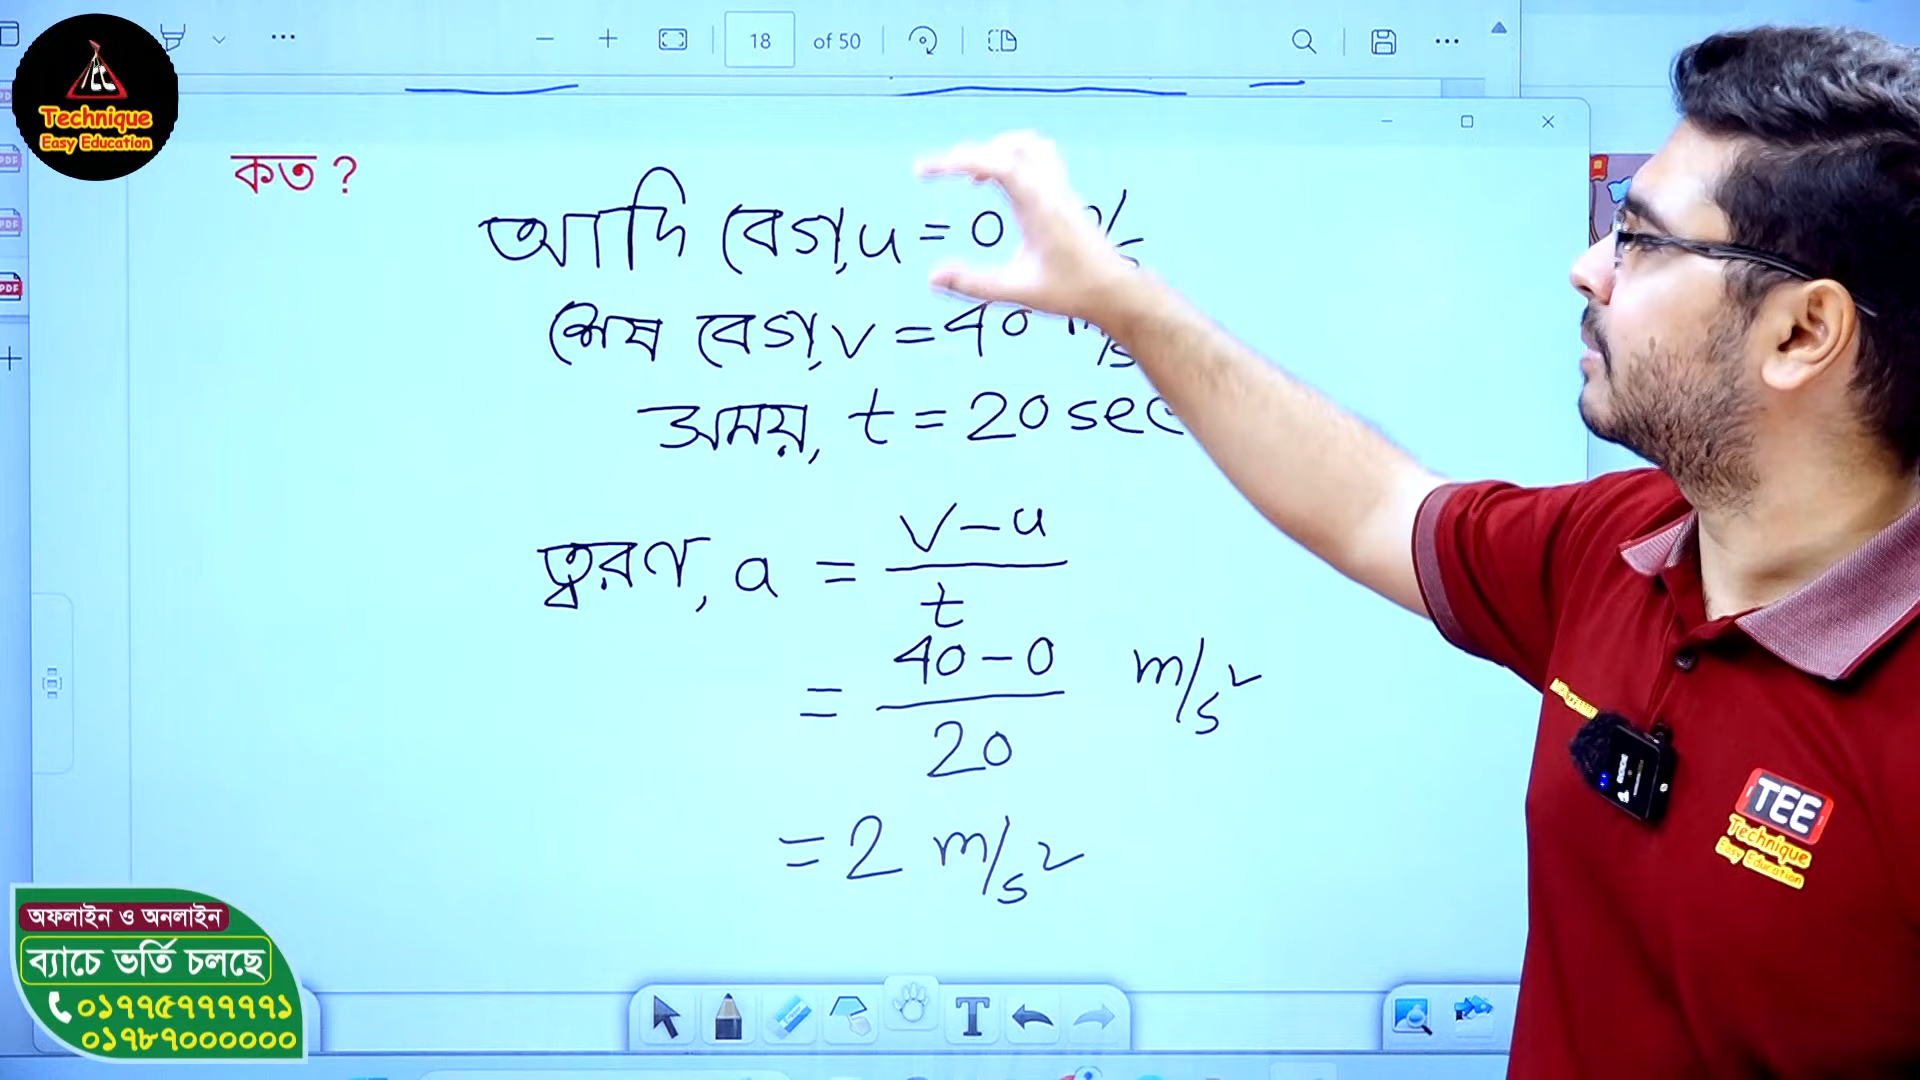 18 of 50
Technique
Easy Education
কত ?
আদি বেগ, u = 0
শেষ বেগ, v = 40 m/s
সময়, t = 20 sec
ত্বরণ, a = v-u / t
= 40-0 / 20 m/s²
= 2 m/s²
TEE
Technique
Easy Education
অফলাইন ও অনলাইন
ব্যাচে ভর্তি চলছে
০১৭৭৫৭৭৭৭৭১
০১৭৮৭০০০০০০